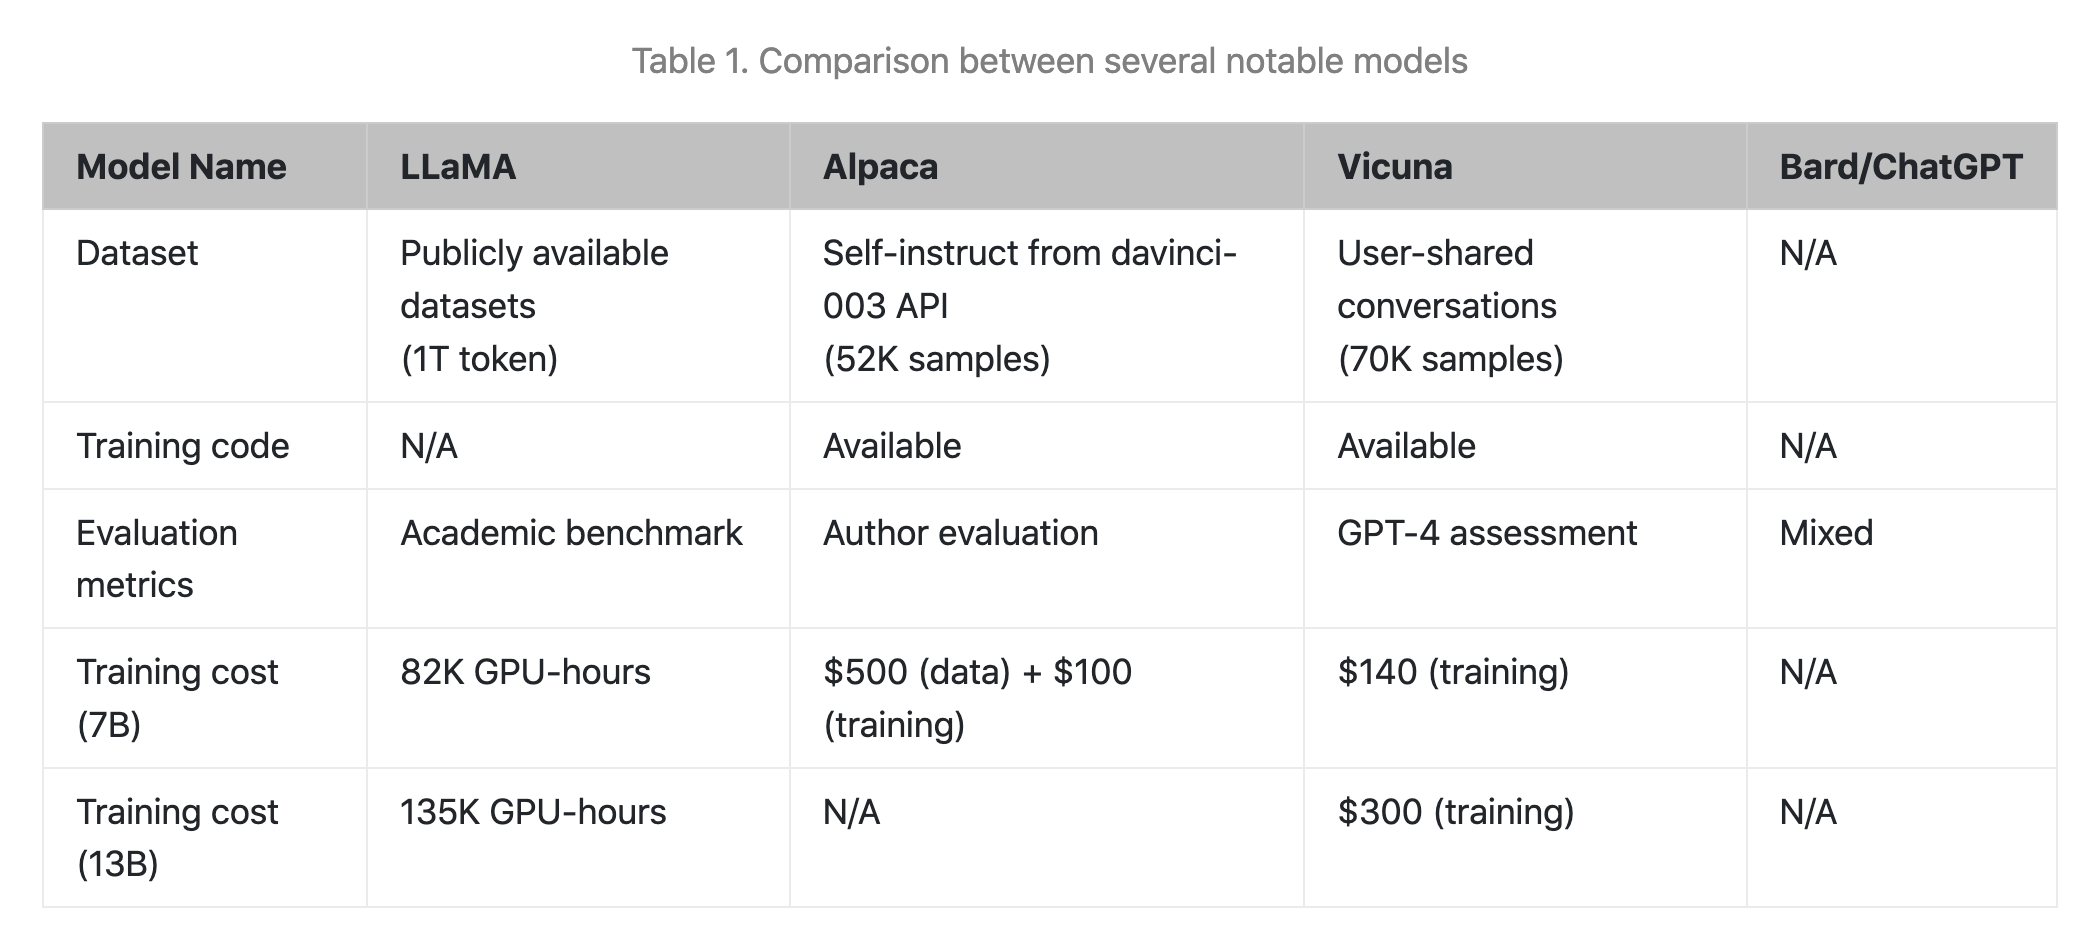 Table 1. Comparison between several notable models
Model Name LLaMA Alpaca Vicuna Bard/ChatGPT
Dataset Publicly available Self-instruct from davinci- User-shared N/A
datasets 003 API conversations
(1T token) (52K samples) (70K samples)
Training code N/A Available Available N/A
Evaluation Academic benchmark Author evaluation GPT-4 assessment Mixed
metrics
Training cost 82K GPU-hours $500 (data) + $100 $140 (training) N/A
(7B) (training)
Training cost 135K GPU-hours N/A $300 (training) N/A
(13B)